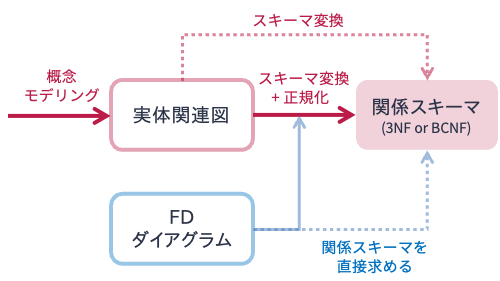 スキーマ変換
概念
モデリング
実体関連図
スキーマ変換
+ 正規化
関係スキーマ
(3NF or BCNF)
FD
ダイアグラム
関係スキーマを
直接求める